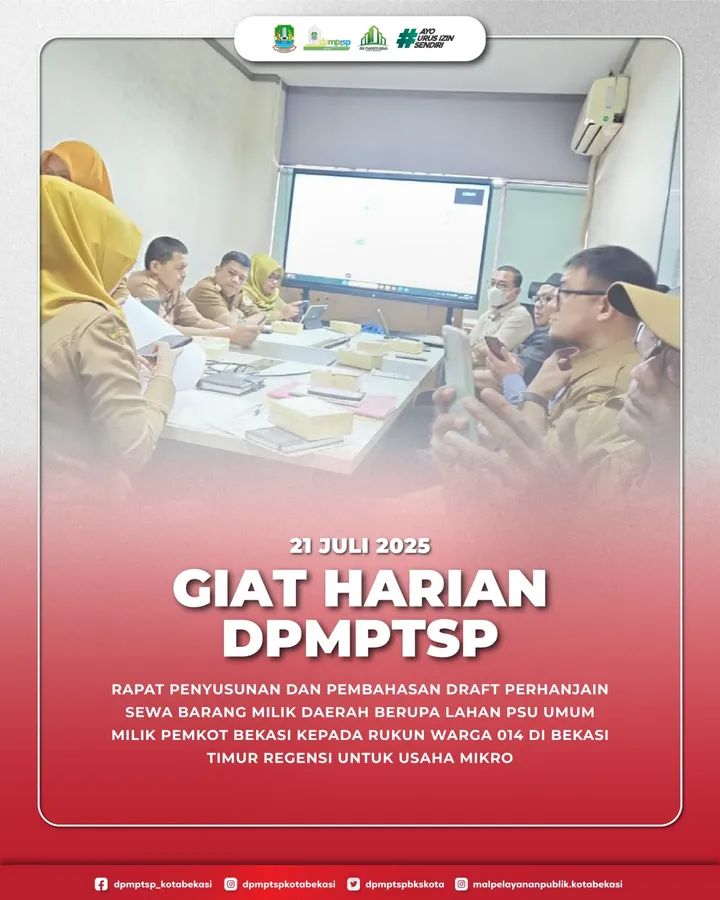 dpmptsp
#AYO
URUS IZIN
SENDIRI
21 JULI 2025
GIAT HARIAN
DPMPTSP
RAPAT PENYUSUNAN DAN PEMBAHASAN DRAFT PERHANJAIN
SEWA BARANG MILIK DAERAH BERUPA LAHAN PSU UMUM
MILIK PEMKOT BEKASI KEPADA RUKUN WARGA 014 DI BEKASI
TIMUR REGENSI UNTUK USAHA MIKRO
dpmptsp_kotabekasi dpmptspkotabekasi dpmptspbkskota malpelayananpublik.kotabekasi